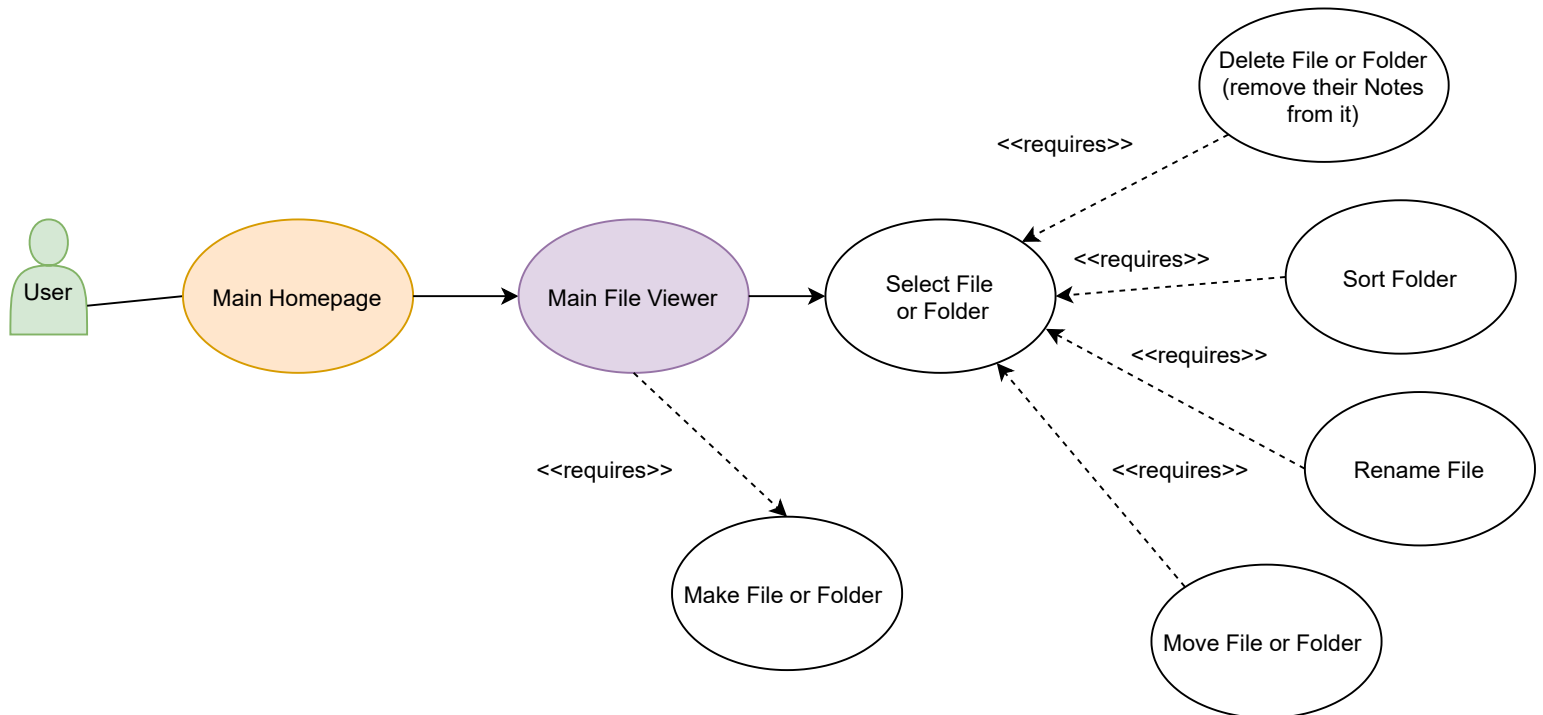 Delete File or Folder
(remove their Notes
from it)
<<requires>>
<<requires>>
Sort Folder
User
Main Homepage
Main File Viewer
Select File
or Folder
<<requires>>
<<requires>>
<<requires>>
Rename File
Make File or Folder
Move File or Folder